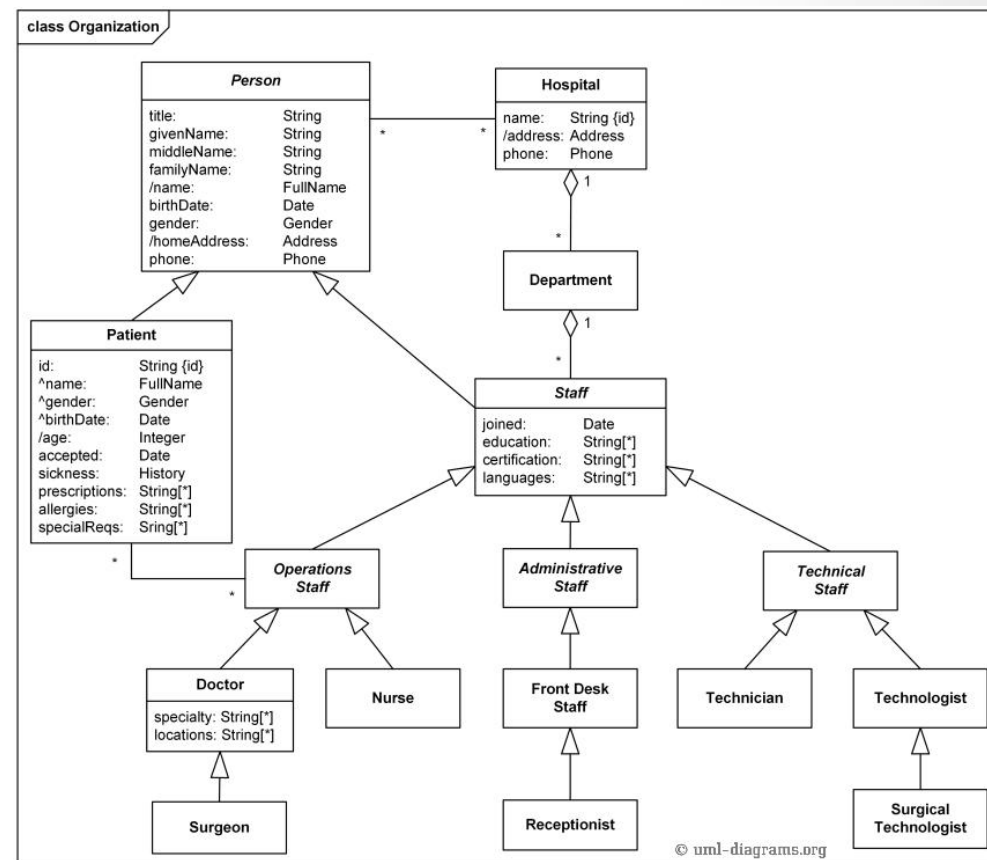 class Organization
Person
title: String
givenName: String
middleName: String
familyName: String
/name: FullName
birthDate: Date
gender: Gender
/homeAddress: Address
phone: Phone
* *
Hospital
name: String {id}
/address: Address
phone: Phone
1
*
Department
1
*
Patient
id: String {id}
^name: FullName
^gender: Gender
^birthDate: Date
/age: Integer
accepted: Date
sickness: History
prescriptions: String[*]
allergies: String[*]
specialReqs: Sring[*]
*
*
Staff
joined: Date
education: String[*]
certification: String[*]
languages: String[*]
Operations
Staff
Administrative
Staff
Technical
Staff
Doctor
specialty: String[*]
locations: String[*]
Nurse
Front Desk
Staff
Technician
Technologist
Surgeon
Receptionist
Surgical
Technologist
© uml-diagrams.org